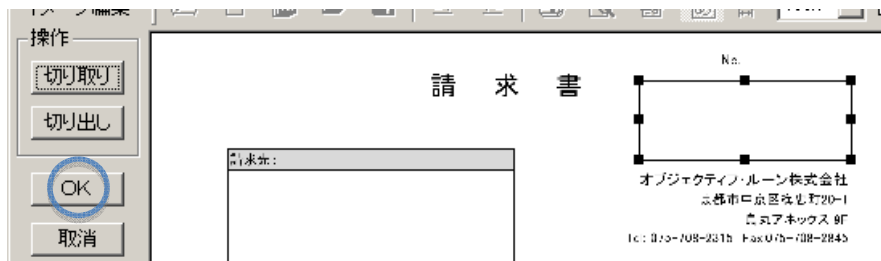 操作
切り取り
切り出し
OK
取消
No.
請 求 書
請求先:
オブジェクティフ・ルーン株式会社
Tel: 075-708-2315 Fax 075-708-2845